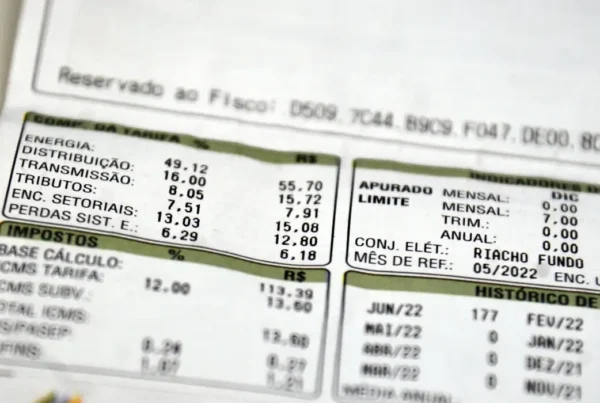 Reservado ao Fisco: D509.7C44.B9C9.F047.DE00.8C
COMP. DA TARIFA % R$
ENERGIA: 49.12 55.70
DISTRIBUIÇÃO: 16.00 15.72
TRANSMISSÃO: 8.05 7.91
TRIBUTOS: 7.51 15.08
ENC. SETORIAIS: 13.03 12.80
PERDAS SIST. E.: 6.29 6.18
IMPOSTOS % R$
BASE CÁLCULO: 113.39
ICMS TARIFA: 12.00 13.60
ICMS SUBV.:
TOTAL ICMS: 13.60
INDICADORES D
DIC
APURADO MENSAL: 0.00
LIMITE MENSAL: 7.00
TRIM.: 0.00
ANUAL: 0.00
CONJ. ELÉT.: RIACHO FUNDO
MÊS DE REF.: 05/2022 ENC. U
HISTÓRICO DE
JUN/22 177 FEV/22
MAI/22 0 JAN/22
ABR/22 0 DEZ/21
MAR/22 0 NOV/21
MÉDIA ANUAL